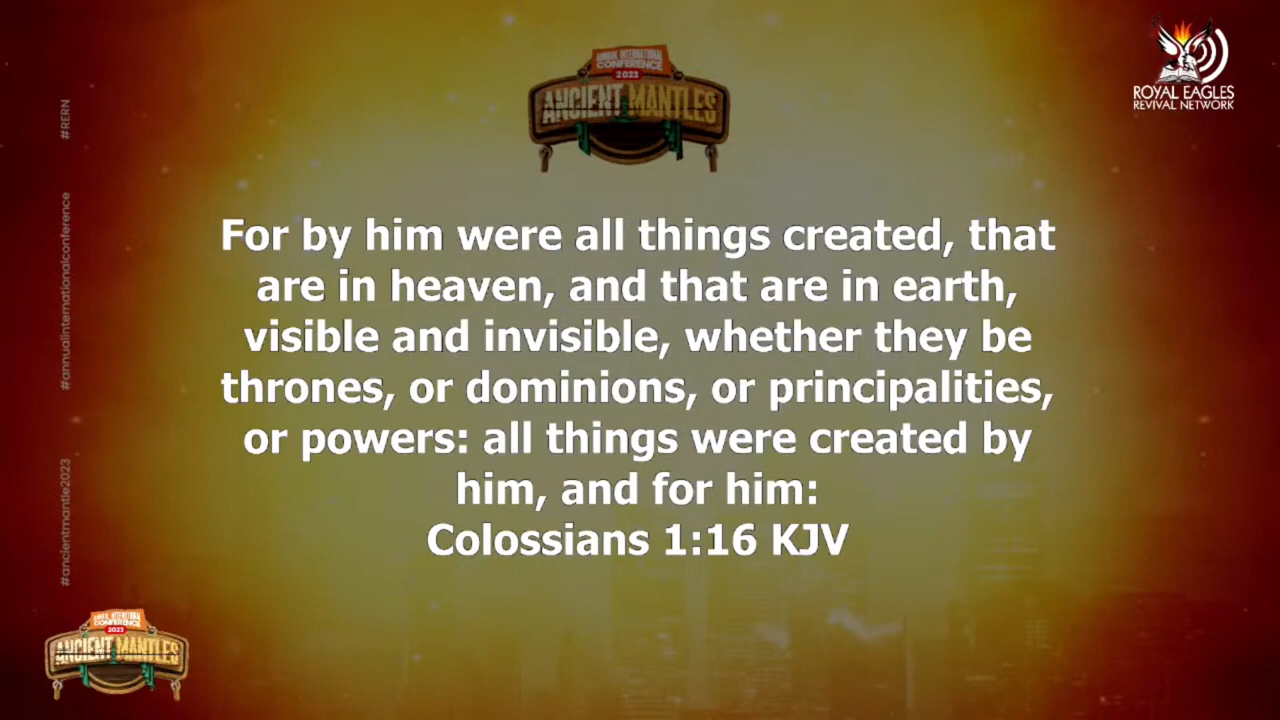 ANNUAL INTERNATIONAL
CONFERENCE
2023
ANCIENT MANTLES
ROYAL EAGLES
REVIVAL NETWORK
#RERN
#annualinternationalconference
#ancientmantle2023
For by him were all things created, that
are in heaven, and that are in earth,
visible and invisible, whether they be
thrones, or dominions, or principalities,
or powers: all things were created by
him, and for him:
Colossians 1:16 KJV
ANNUAL INTERNATIONAL
CONFERENCE
2023
ANCIENT MANTLES